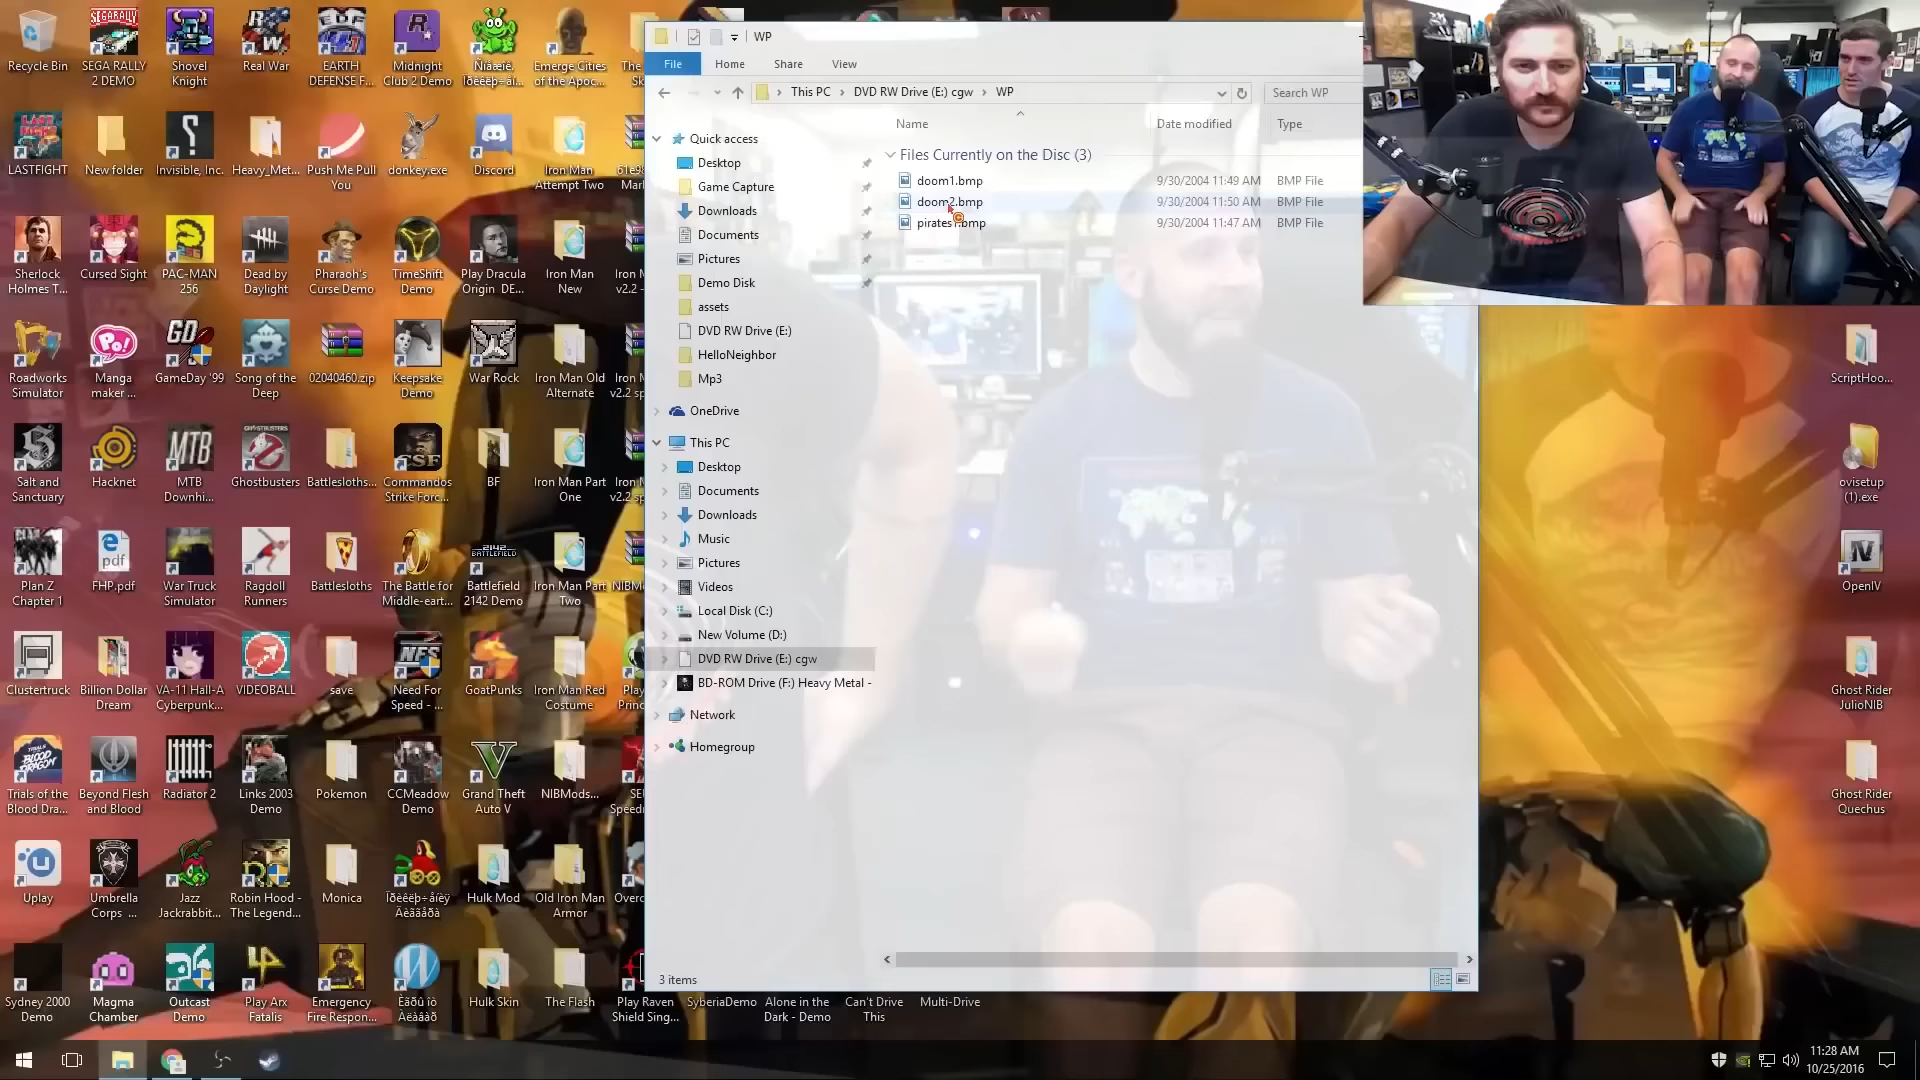 Recycle Bin
SEGA RALLY
2 DEMO
Shovel
Knight
Real War
EARTH
DEFENSE F...
Midnight
Club 2 Demo
Emerge Cities
of the Apoc...
LASTFIGHT
New folder
Invisible, Inc.
Heavy_Met...
Push Me Pull
You
donkey.exe
Discord
Iron Man
Attempt Two
Sherlock
Holmes T...
Cursed Sight
PAC-MAN
256
Dead by
Daylight
Pharaoh's
Curse Demo
TimeShift
Demo
Play Dracula
Origin DE...
Iron Man
New
Roadworks
Simulator
Manga
maker ...
GameDay '99
Song of the
Deep
02040460.zip
Keepsake
Demo
War Rock
Iron Man Old
Alternate
Salt and
Sanctuary
Hacknet
MTB
Downhi...
Ghostbusters
Battlesloths...
Commandos
Strike Forc...
BF
Iron Man Part
One
Plan Z
Chapter 1
FHP.pdf
War Truck
Simulator
Ragdoll
Runners
Battlesloths
The Battle for
Middle-eart...
Battlefield
2142 Demo
Iron Man Part
Two
Clustertruck
Billion Dollar
Dream
VA-11 Hall-A
Cyberpunk...
VIDEOBALL
save
Need For
Speed - ...
GoatPunks
Iron Man Red
Costume
Trials of the
Blood Dra...
Beyond Flesh
and Blood
Radiator 2
Links 2003
Demo
Pokemon
CCMeadow
Demo
Grand Theft
Auto V
NIBMods...
Uplay
Umbrella
Corps ...
Jazz
Jackrabbit...
Robin Hood -
The Legend...
Monica
Hulk Mod
Old Iron Man
Armor
Sydney 2000
Demo
Magma
Chamber
Outcast
Demo
Play Arx
Fatalis
Emergency
Fire Respon...
Hulk Skin
The Flash
Play Raven
Shield Sing...
SyberiaDemo
Alone in the
Dark - Demo
Can't Drive
This
Multi-Drive
WP
File Home Share View
This PC › DVD RW Drive (E:) cgw › WP
Search WP
Name Date modified Type
Files Currently on the Disc (3)
doom1.bmp 9/30/2004 11:49 AM BMP File
doom2.bmp 9/30/2004 11:50 AM BMP File
pirates1.bmp 9/30/2004 11:47 AM BMP File
Quick access
Desktop
Game Capture
Downloads
Documents
Pictures
Demo Disk
assets
DVD RW Drive (E:)
HelloNeighbor
Mp3
OneDrive
This PC
Desktop
Documents
Downloads
Music
Pictures
Videos
Local Disk (C:)
New Volume (D:)
DVD RW Drive (E:) cgw
BD-ROM Drive (F:) Heavy Metal -
Network
Homegroup
3 items
ScriptHoo...
ovisetup
(1).exe
OpenIV
Ghost Rider
JulioNIB
Ghost Rider
Quechus
11:28 AM
10/25/2016